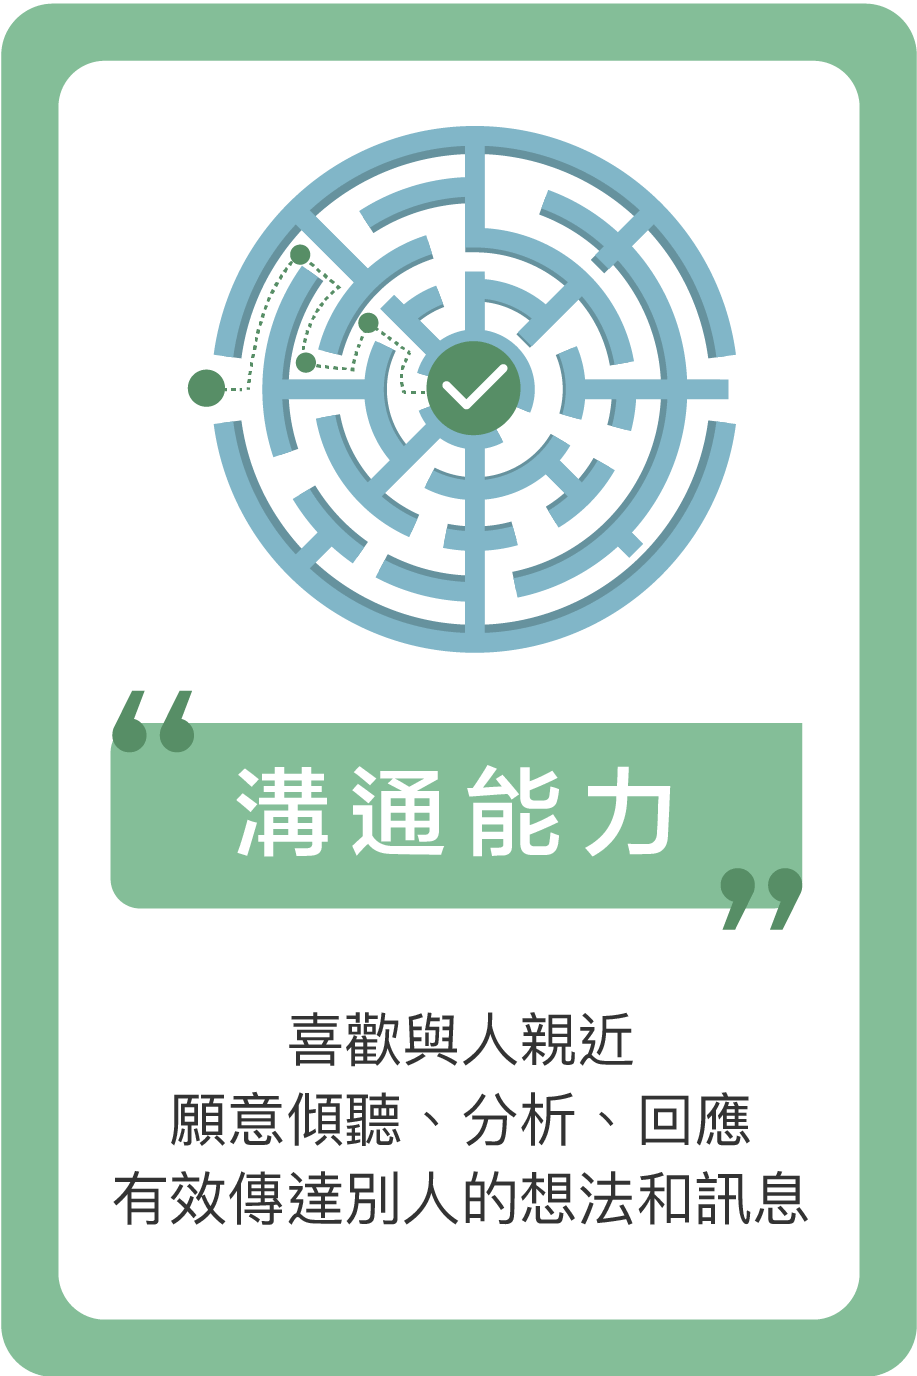 “溝通能力”
喜歡與人親近
願意傾聽、分析、回應
有效傳達別人的想法和訊息